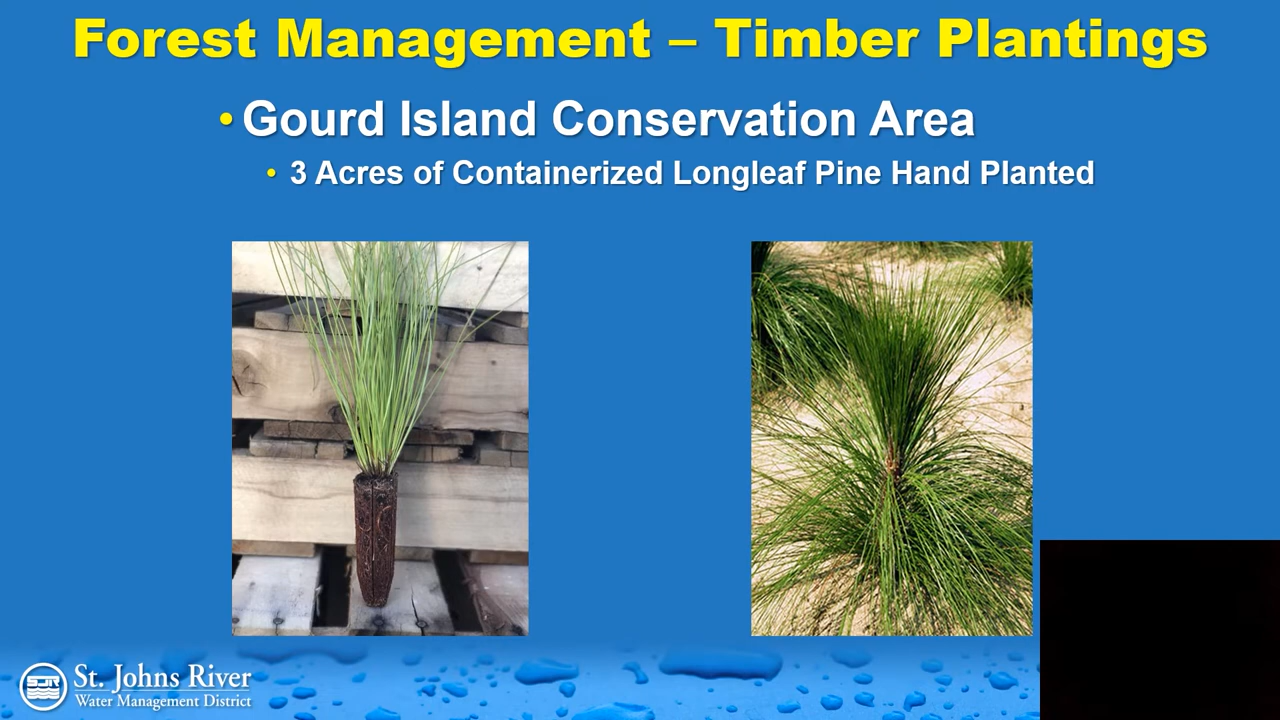 Forest Management – Timber Plantings
• Gourd Island Conservation Area
• 3 Acres of Containerized Longleaf Pine Hand Planted
SJR
St. Johns River
Water Management District